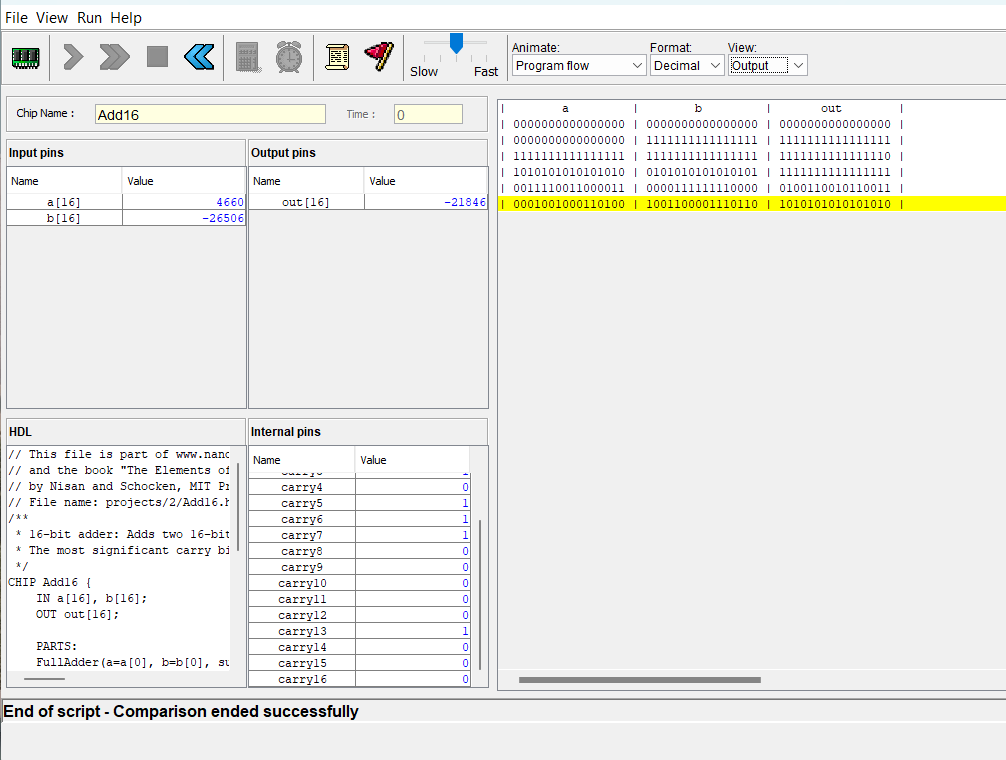 File View Run Help
Animate: Format: View:
Slow Fast Program flow Decimal Output
Chip Name : Add16 Time : 0
Input pins
Name Value
a[16] 4660
b[16] -26506
Output pins
Name Value
out[16] -21846
| a | b | out |
| 0000000000000000 | 0000000000000000 | 0000000000000000 |
| 0000000000000000 | 1111111111111111 | 1111111111111111 |
| 1111111111111111 | 1111111111111111 | 1111111111111110 |
| 1010101010101010 | 0101010101010101 | 1111111111111111 |
| 0011110011000011 | 0000111111110000 | 0100110010110011 |
| 0001001000110100 | 1001100001110110 | 1010101010101010 |
HDL
// This file is part of www.nand
// and the book "The Elements of
// by Nisan and Schocken, MIT Pr
// File name: projects/2/Add16.h
/**
* 16-bit adder: Adds two 16-bit
* The most significant carry bi
*/
CHIP Add16 {
IN a[16], b[16];
OUT out[16];
PARTS:
FullAdder(a=a[0], b=b[0], su
Internal pins
Name Value
carry4 0
carry5 1
carry6 1
carry7 1
carry8 0
carry9 0
carry10 0
carry11 0
carry12 0
carry13 1
carry14 0
carry15 0
carry16 0
End of script - Comparison ended successfully